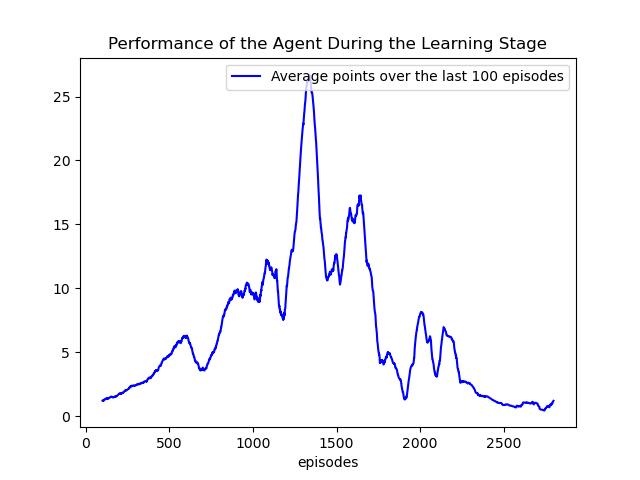 Performance of the Agent During the Learning Stage
Average points over the last 100 episodes
25
20
15
10
5
0
0 500 1000 1500 2000 2500
episodes